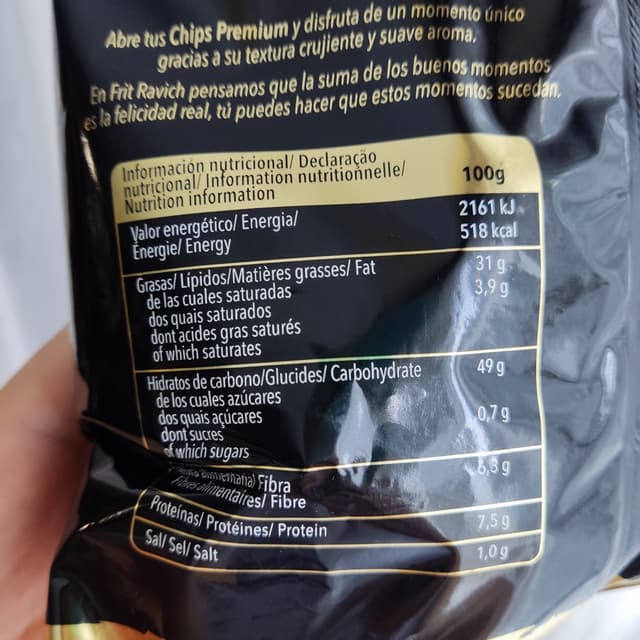 Abre tus Chips Premium y disfruta de un momento único
gracias a su textura crujiente y suave aroma.
En Frit Ravich pensamos que la suma de los buenos momentos
es la felicidad real, tú puedes hacer que estos momentos sucedan.
Información nutricional/ Declaração
nutricional/ Information nutritionnelle/
Nutrition information
100g
Valor energético/ Energia/
Énergie/ Energy
2161 kJ
518 kcal
Grasas/ Lípidos/Matières grasses/ Fat
31 g
de las cuales saturadas
3,9 g
dos quais saturados
dont acides gras saturés
of which saturates
Hidratos de carbono/Glucides/ Carbohydrate
49 g
de los cuales azúcares
dos quais açúcares
0,7 g
dont sucres
of which sugars
Fibra
alimentaires/ Fibre
g
Proteínas/ Protéines/ Protein
7,5 g
Sal/ Sel/ Salt
1,0 g